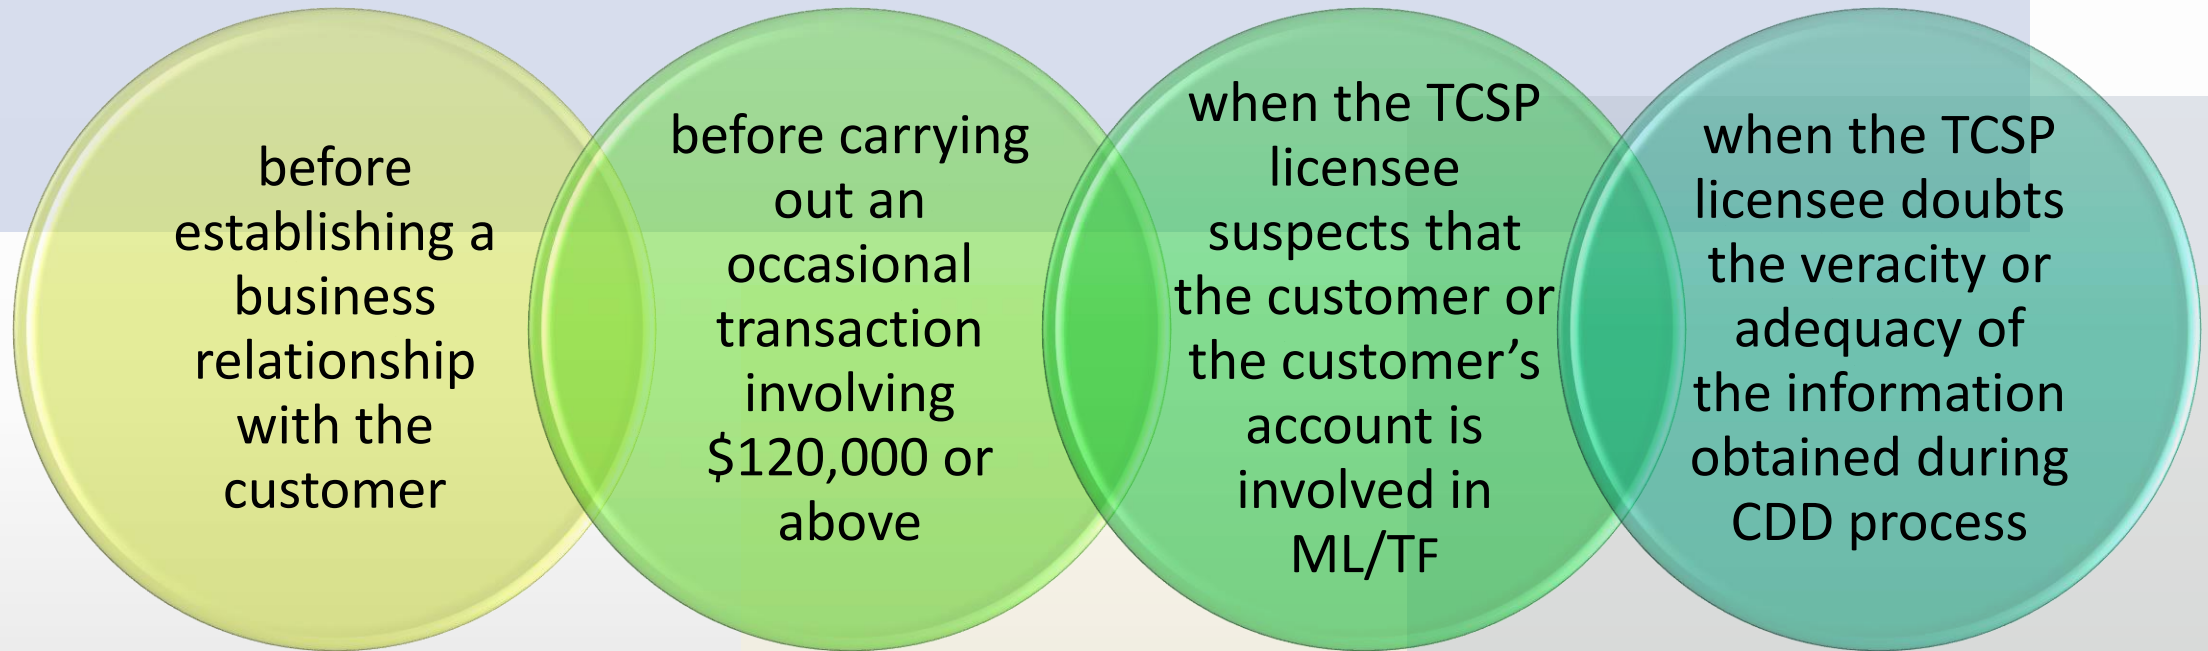 before
establishing a
business
relationship
with the
customer
before carrying
out an
occasional
transaction
involving
$120,000 or
above
when the TCSP
licensee
suspects that
the customer or
the customer’s
account is
involved in
ML/TF
when the TCSP
licensee doubts
the veracity or
adequacy of
the information
obtained during
CDD process